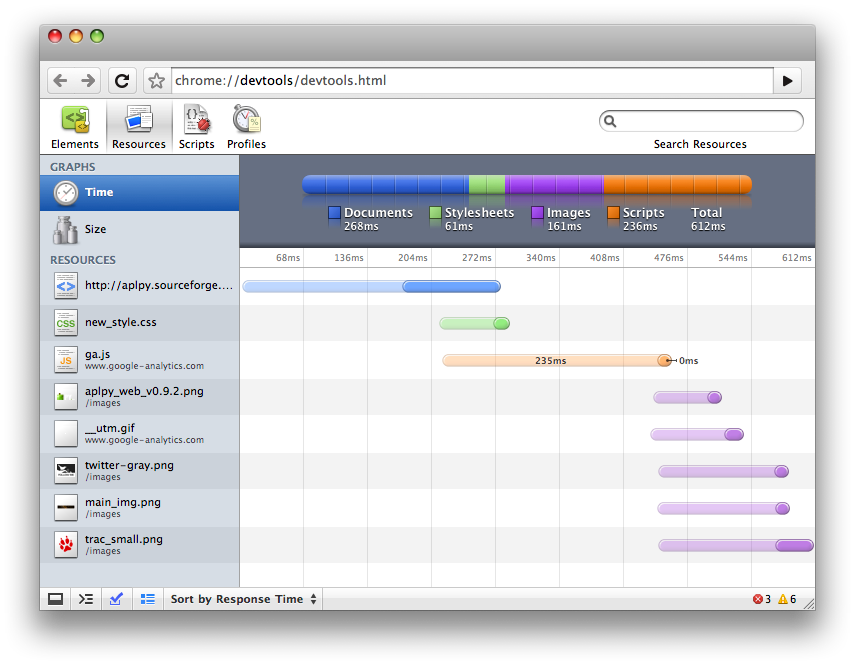 chrome://devtools/devtools.html
Elements Resources Scripts Profiles
Search Resources
GRAPHS
Time
Size
RESOURCES
Documents Stylesheets Images Scripts Total
268ms 61ms 161ms 236ms 612ms
68ms 136ms 204ms 272ms 340ms 408ms 476ms 544ms 612ms
http://aplpy.sourceforge....
CSS new_style.css
JS ga.js
www.google-analytics.com
235ms 0ms
aplpy_web_v0.9.2.png
/images
__utm.gif
www.google-analytics.com
twitter-gray.png
/images
main_img.png
/images
trac_small.png
/images
Sort by Response Time
3 6